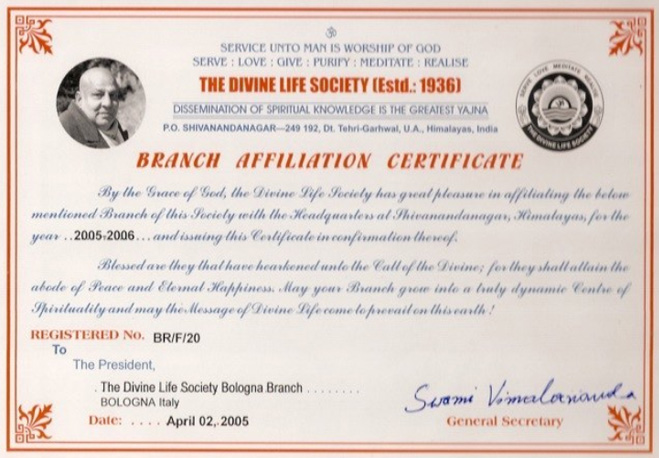 ॐ
SERVICE UNTO MAN IS WORSHIP OF GOD
SERVE : LOVE : GIVE : PURIFY : MEDITATE : REALISE
THE DIVINE LIFE SOCIETY (Estd.: 1936)
DISSEMINATION OF SPIRITUAL KNOWLEDGE IS THE GREATEST YAJNA
P.O. SHIVANANDANAGAR—249 192, Dt. Tehri-Garhwal, U.A., Himalayas, India
SERVE LOVE MEDITATE REALIZE
THE DIVINE LIFE SOCIETY
BRANCH AFFILIATION CERTIFICATE
By the Grace of God, the Divine Life Society has great pleasure in affiliating the below
mentioned Branch of this Society with the Headquarters at Shivanandanagar, Himalayas, for the
year ..2005-2006... and issuing this Certificate in confirmation thereof.
Blessed are they that have hearkened unto the Call of the Divine; for they shall attain the
abode of Peace and Eternal Happiness. May your Branch grow into a truly dynamic Centre of
Spirituality and may the Message of Divine Life come to prevail on this earth!
REGISTERED No. BR/F/20
To
The President,
. The Divine Life Society Bologna Branch ........
BOLOGNA Italy
Date: .... April 02,.2005
Swami Vimalananda
General Secretary